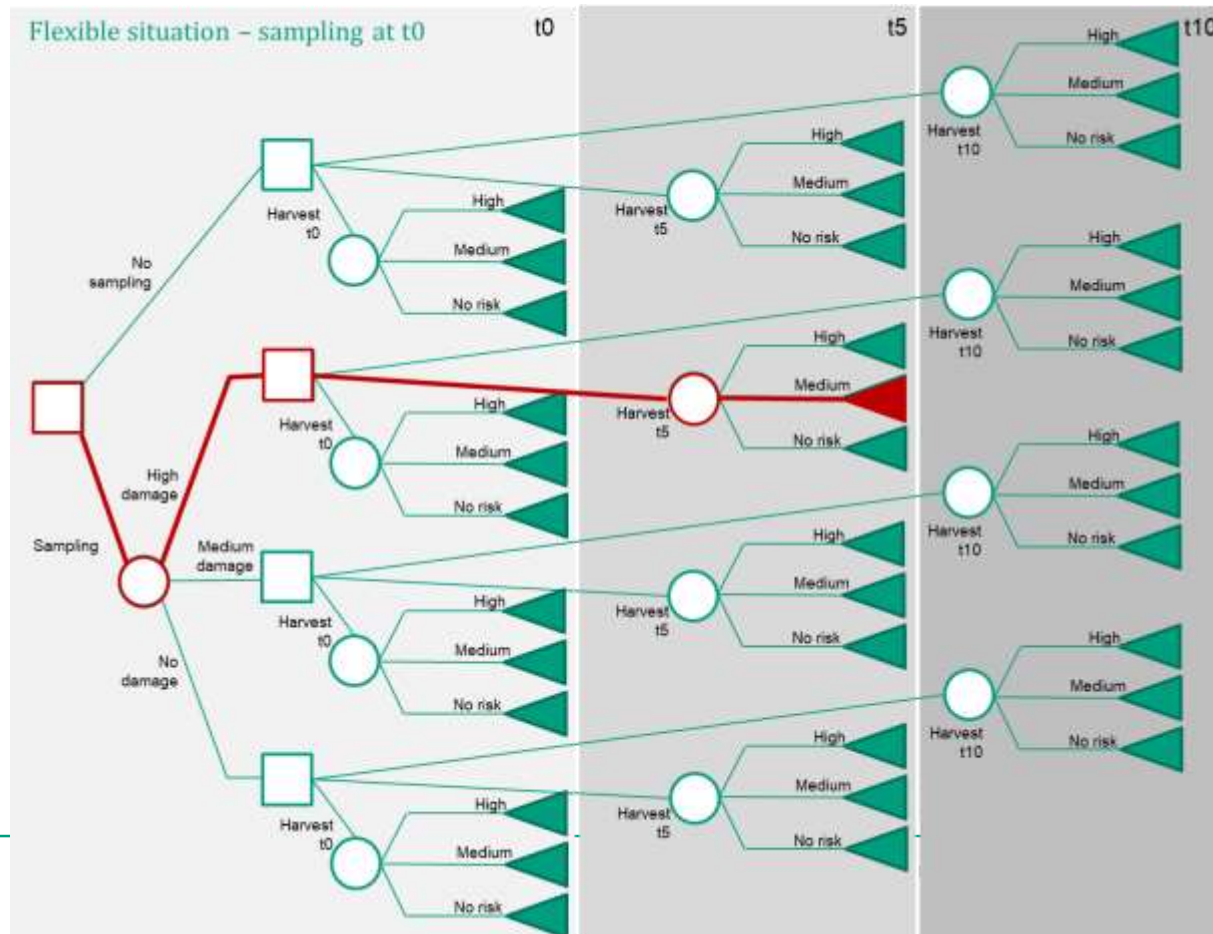 Flexible situation – sampling at t0
t0
t5
t10
High
Medium
No risk
Harvest
t10
High
Medium
No risk
Harvest
t5
High
Medium
No risk
Harvest
t0
No
sampling
High
Medium
No risk
Harvest
t10
High
Medium
No risk
Harvest
t5
High
Medium
No risk
Harvest
t0
High
damage
Sampling
Medium
damage
High
Medium
No risk
Harvest
t10
High
Medium
No risk
Harvest
t5
High
Medium
No risk
Harvest
t0
No
damage
High
Medium
No risk
Harvest
t10
High
Medium
No risk
Harvest
t5
High
Medium
No risk
Harvest
t0